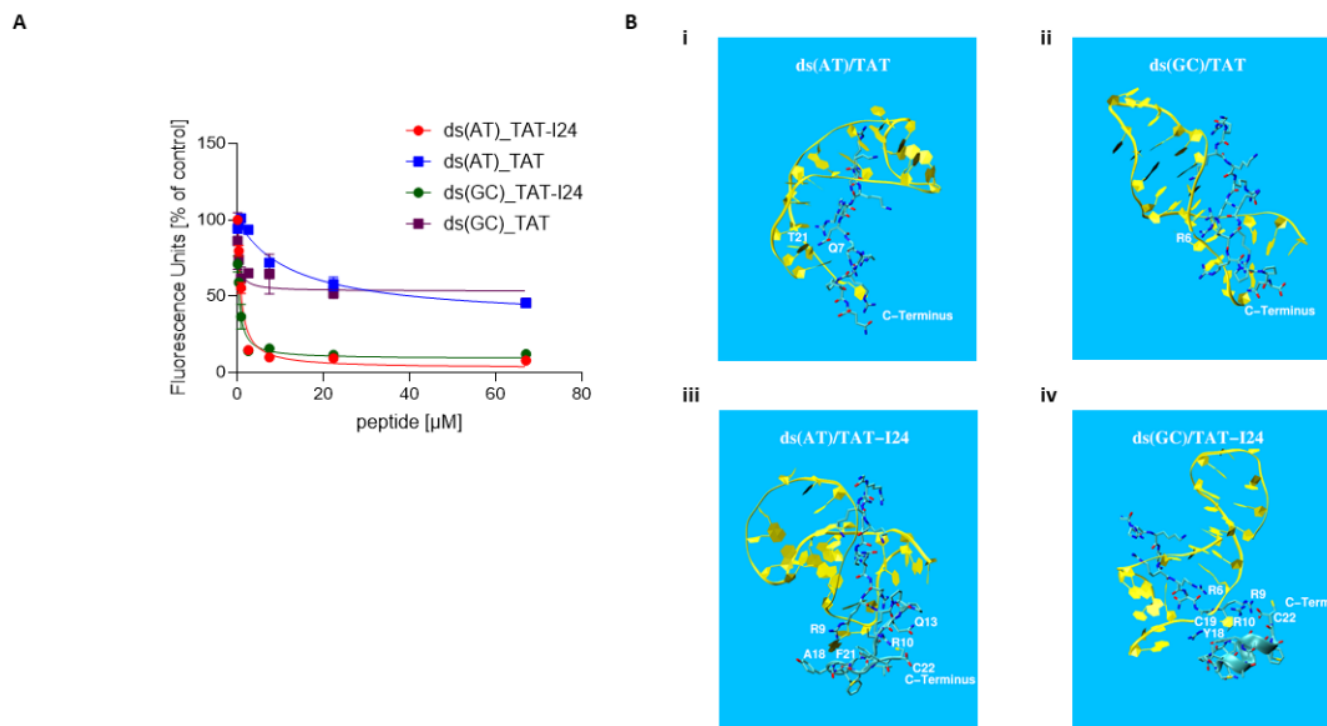 A
B
Fluorescence Units [% of control]
150
100
50
0
0
20
40
60
80
peptide [µM]
ds(AT)_TAT-I24
ds(AT)_TAT
ds(GC)_TAT-I24
ds(GC)_TAT
i
ds(AT)/TAT
T21
Q7
C-Terminus
ii
ds(GC)/TAT
R6
C-Terminus
iii
ds(AT)/TAT-I24
R9
Q13
R10
A18
F21
C22
C-Terminus
iv
ds(GC)/TAT-I24
R6
R9
C-Term
C19
R10
C22
Y18